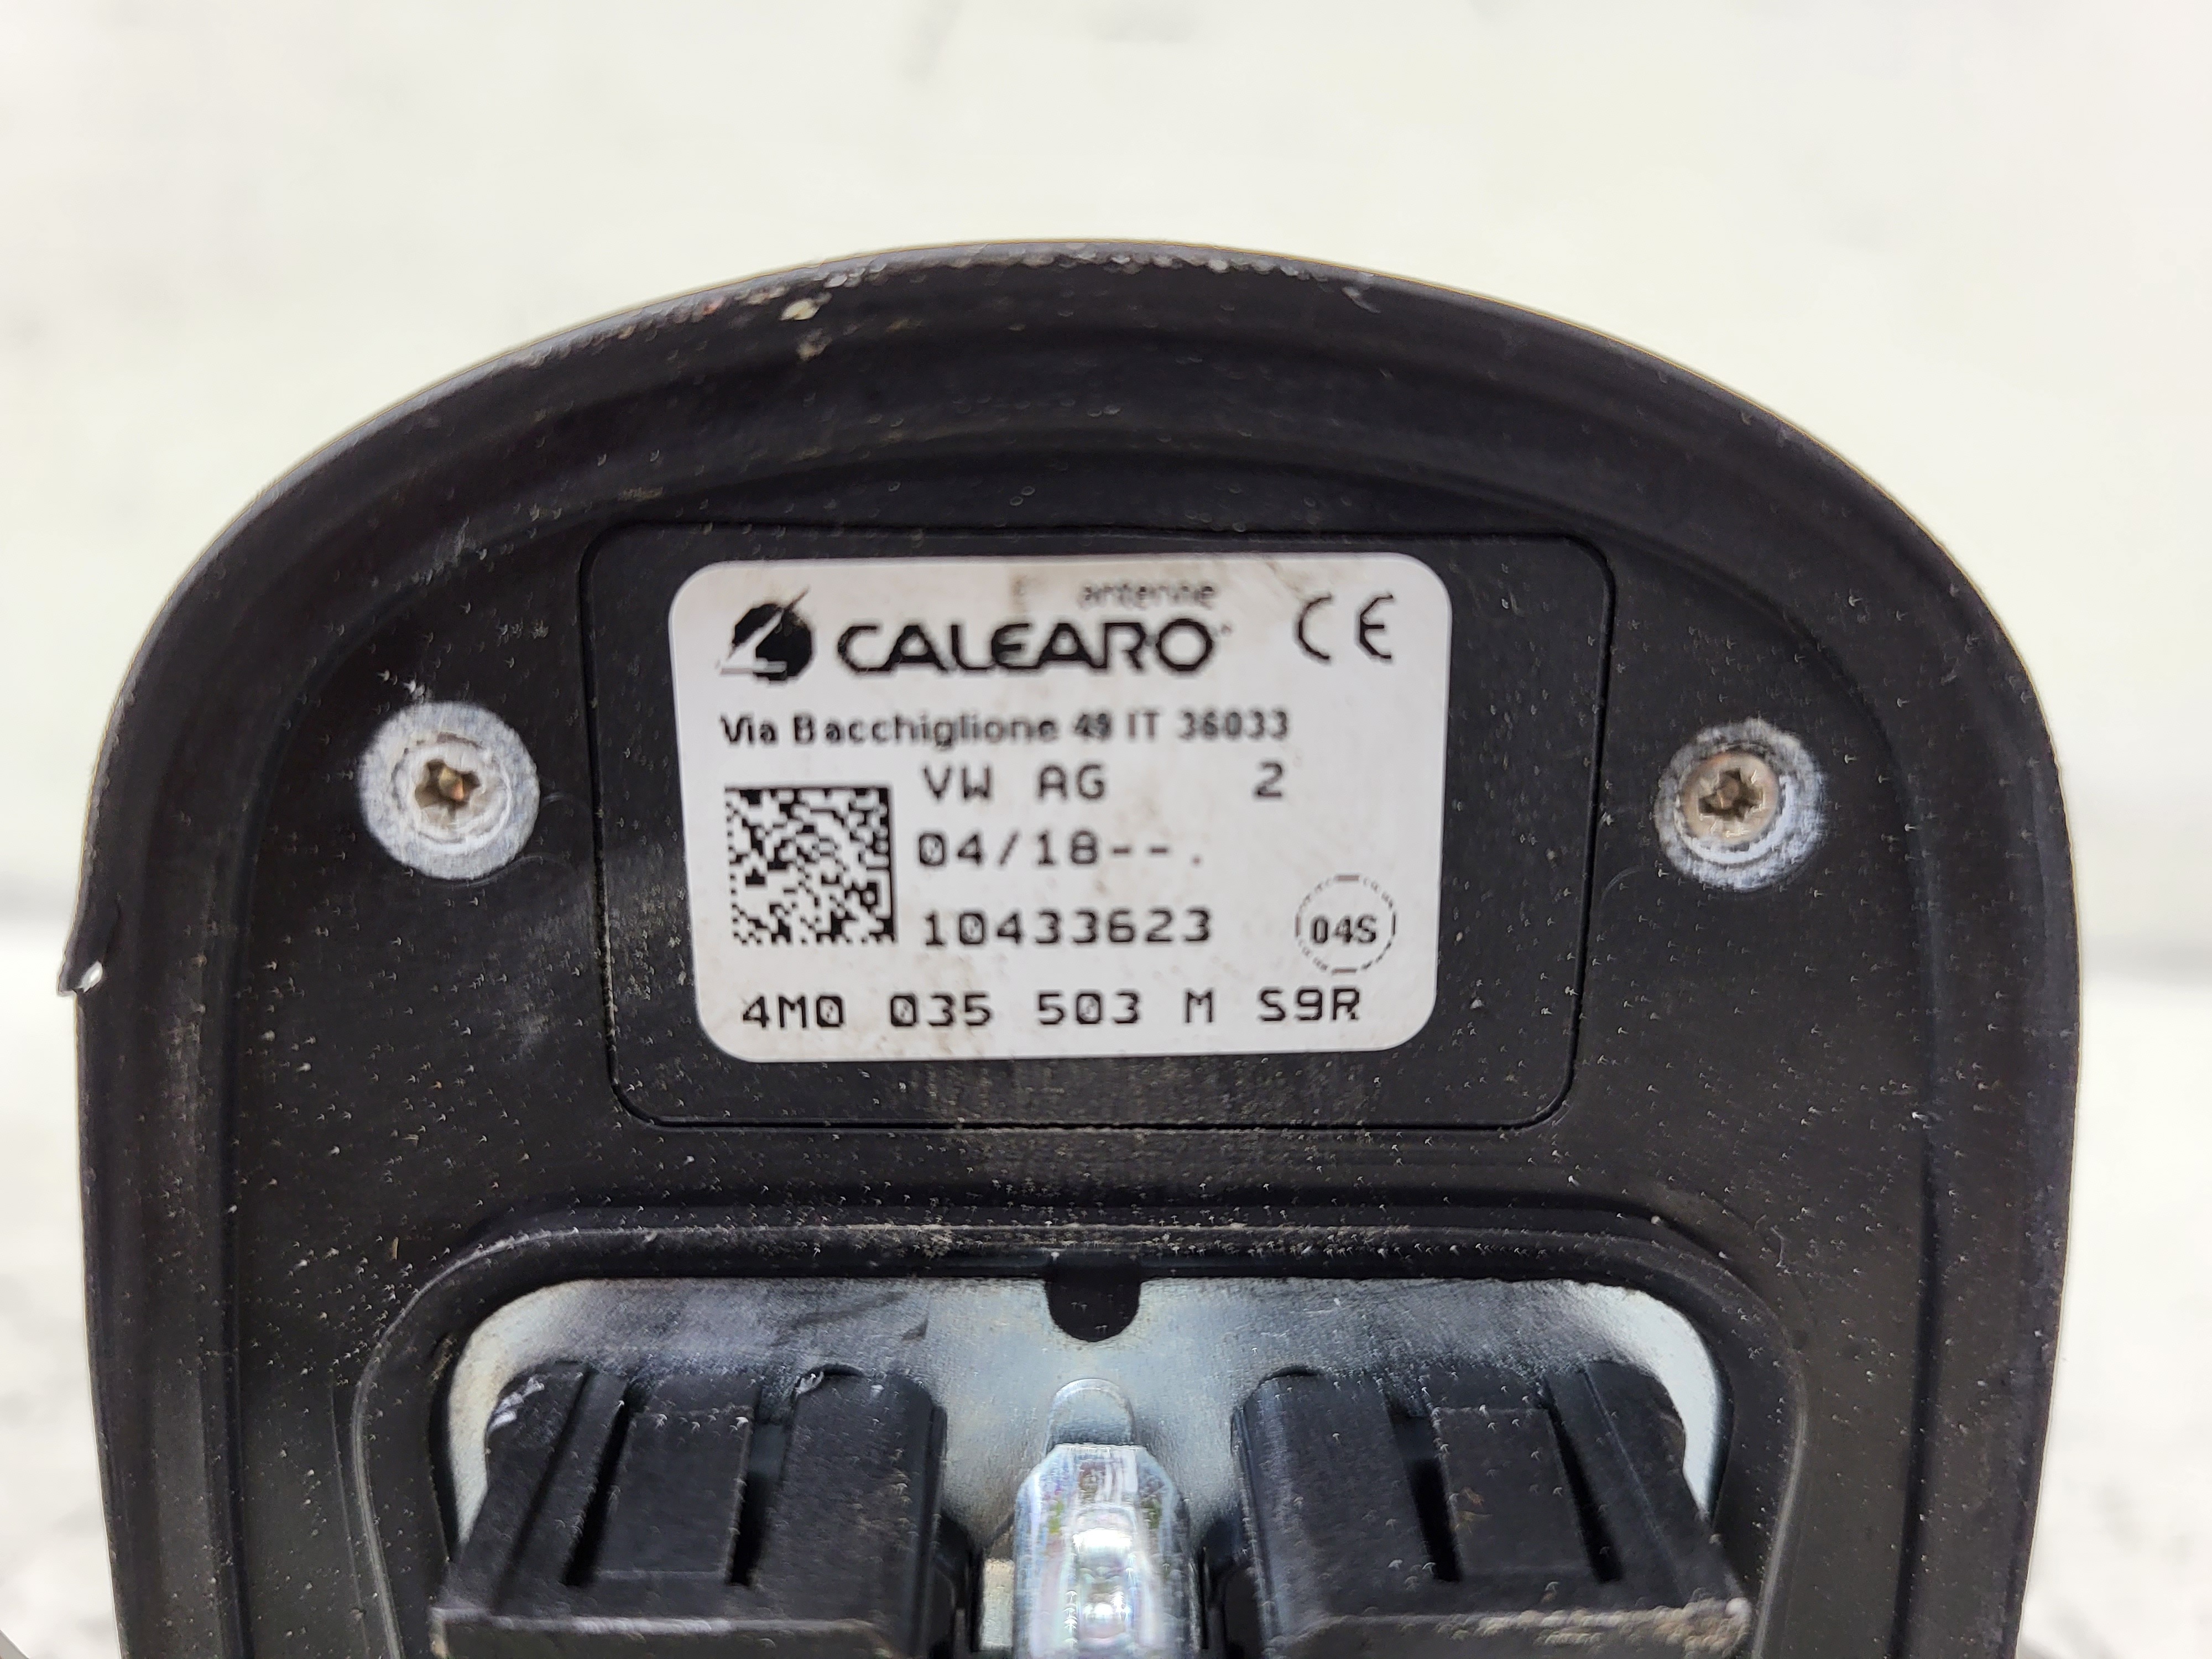 antenne
CALEARO CE
Via Bacchiglione 49 IT 36033
VW AG 2
04/18--.
10433623
04S
4M0 035 503 M S9R